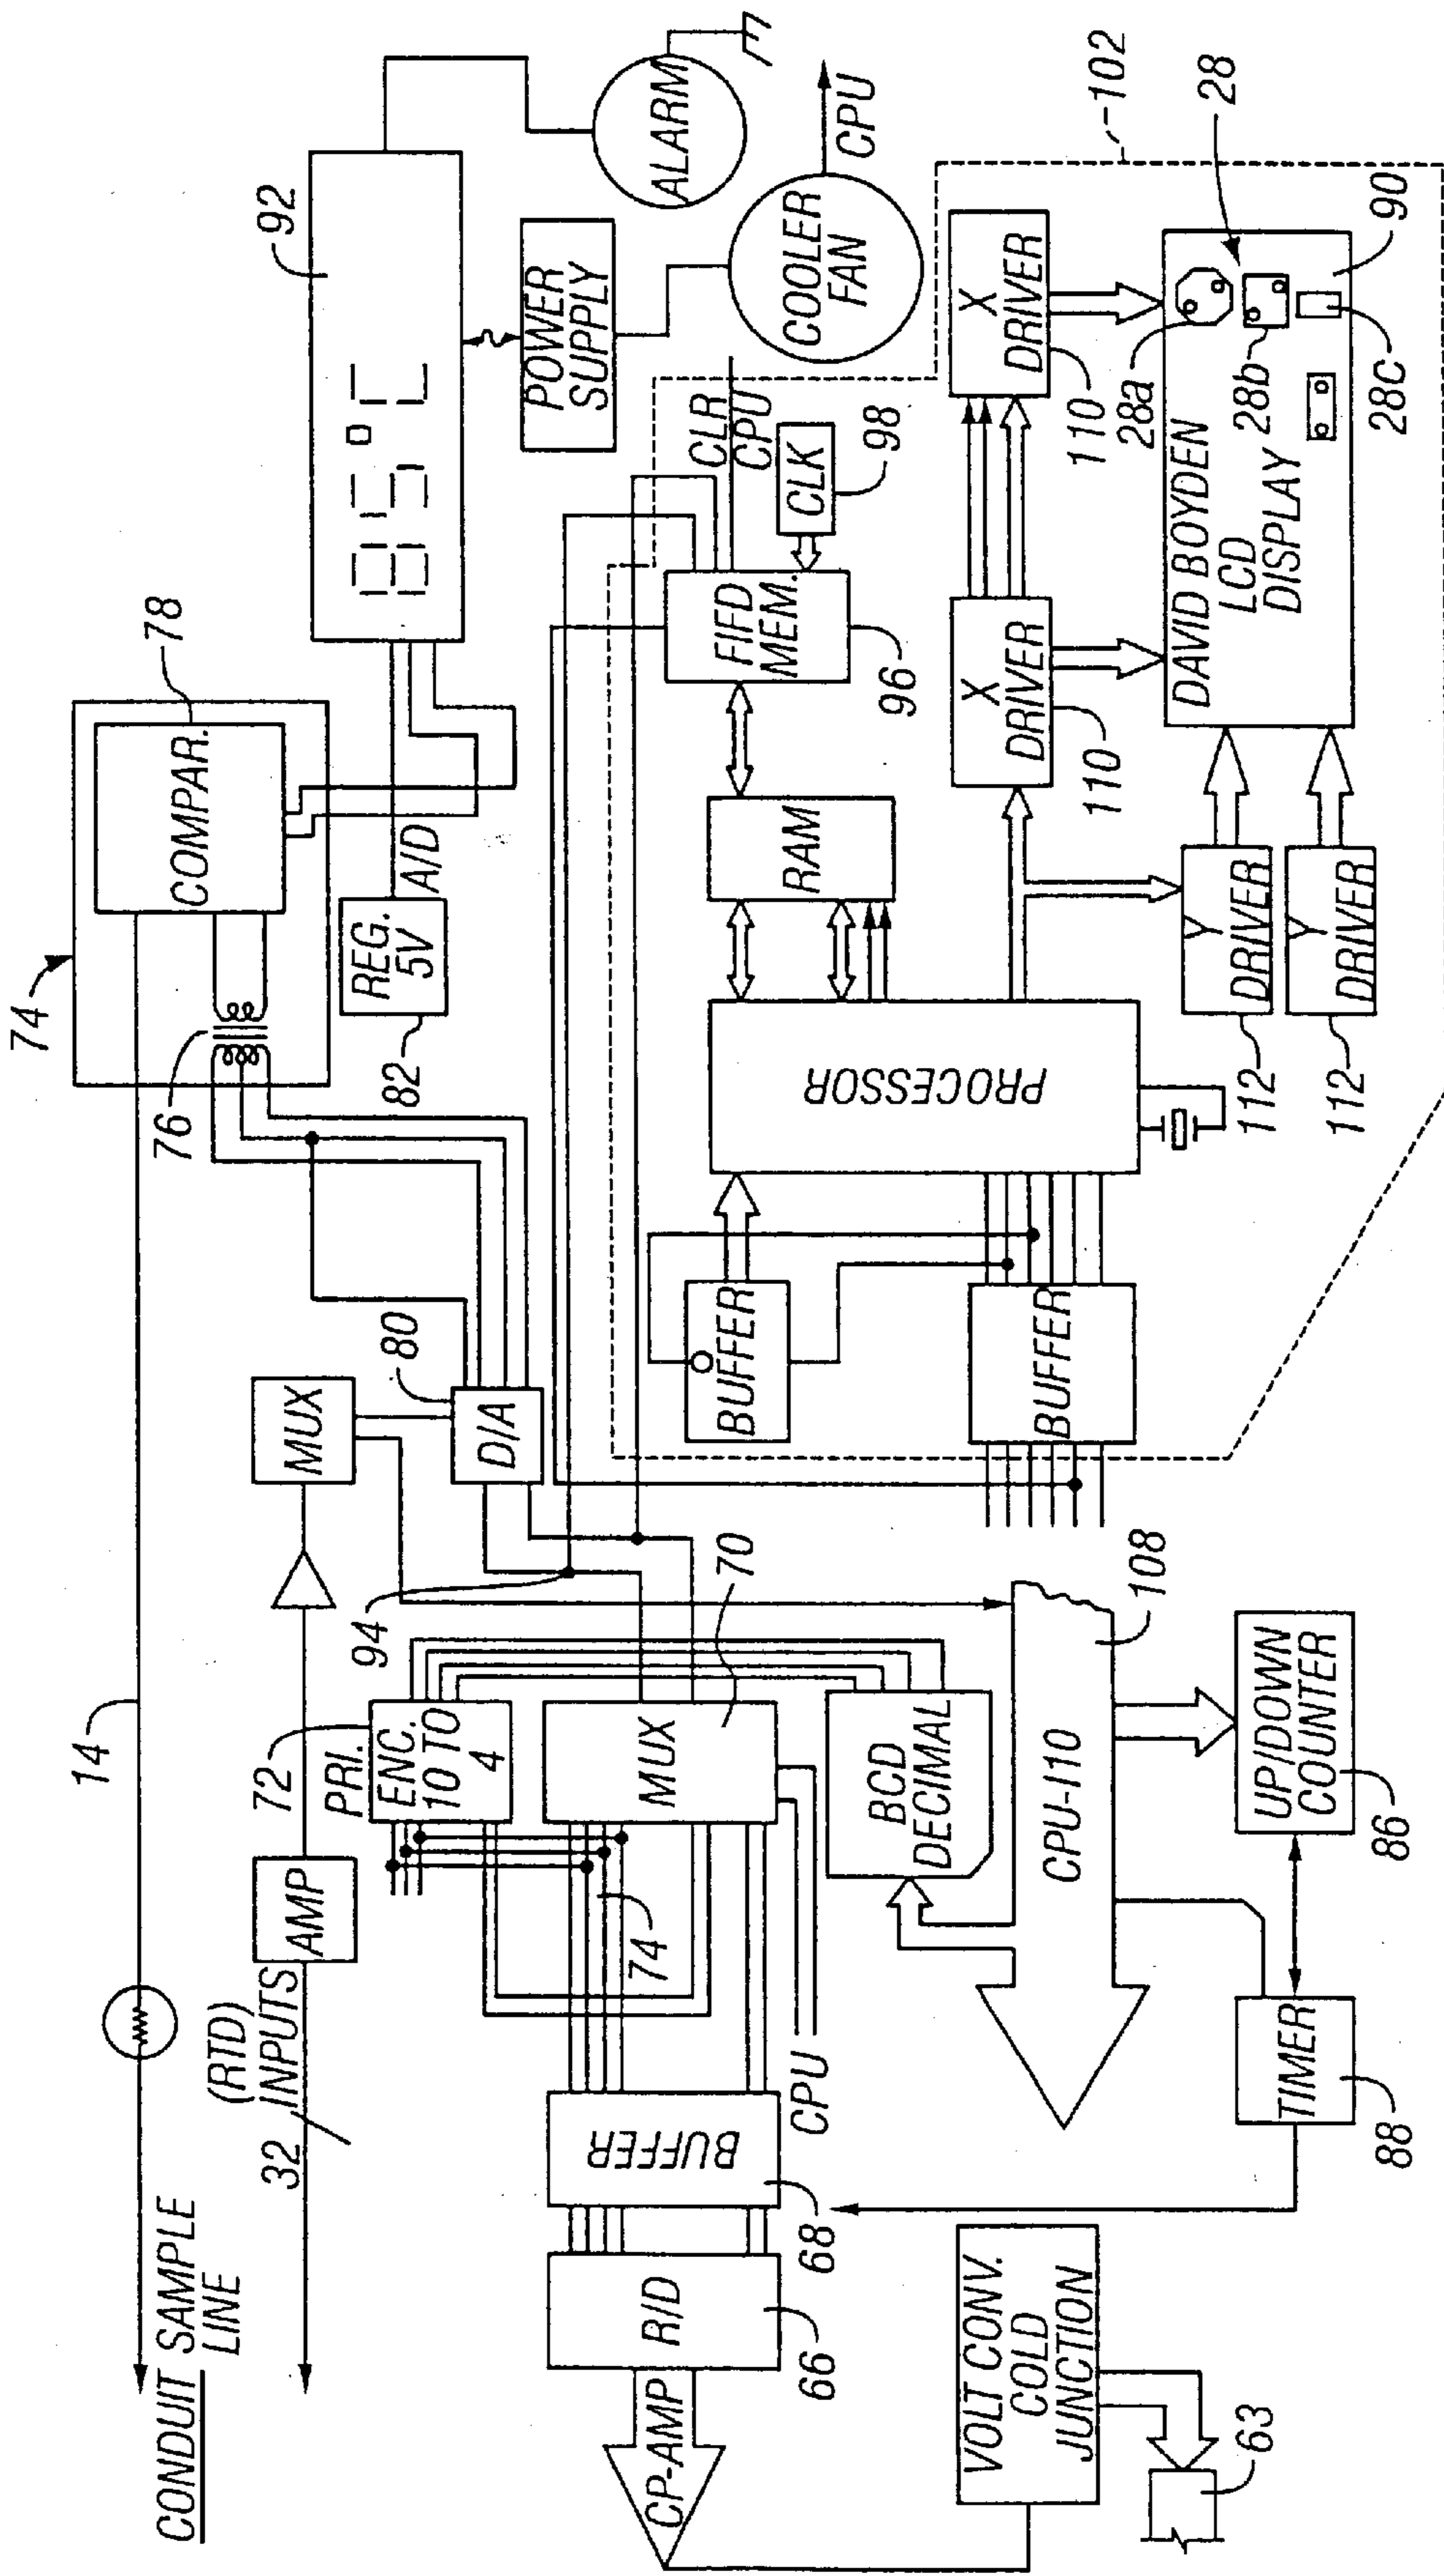 74
76
78
COMPAR.
14
CONDUIT SAMPLE
LINE
(RTD)
INPUTS
32
AMP
MUX
80
D/A
REG.
5V
82
A/D
92
85°C
ALARM
POWER
SUPPLY
COOLER
FAN
CPU
72
PRI.
ENC.
10 TO
4
94
70
MUX
74
CPU
BUFFER
68
R/D
66
CP-AMP
BCD
DECIMAL
CPU-I10
108
UP/DOWN
COUNTER
86
TIMER
88
VOLT CONV.
COLD
JUNCTION
63
CLR
CPU
CLK
98
FIFD
MEM.
96
RAM
PROCESSOR
BUFFER
BUFFER
X
DRIVER
110
X
DRIVER
110
Y
DRIVER
112
Y
DRIVER
112
DAVID BOYDEN
LCD
DISPLAY
28a
28b
28c
28
90
102